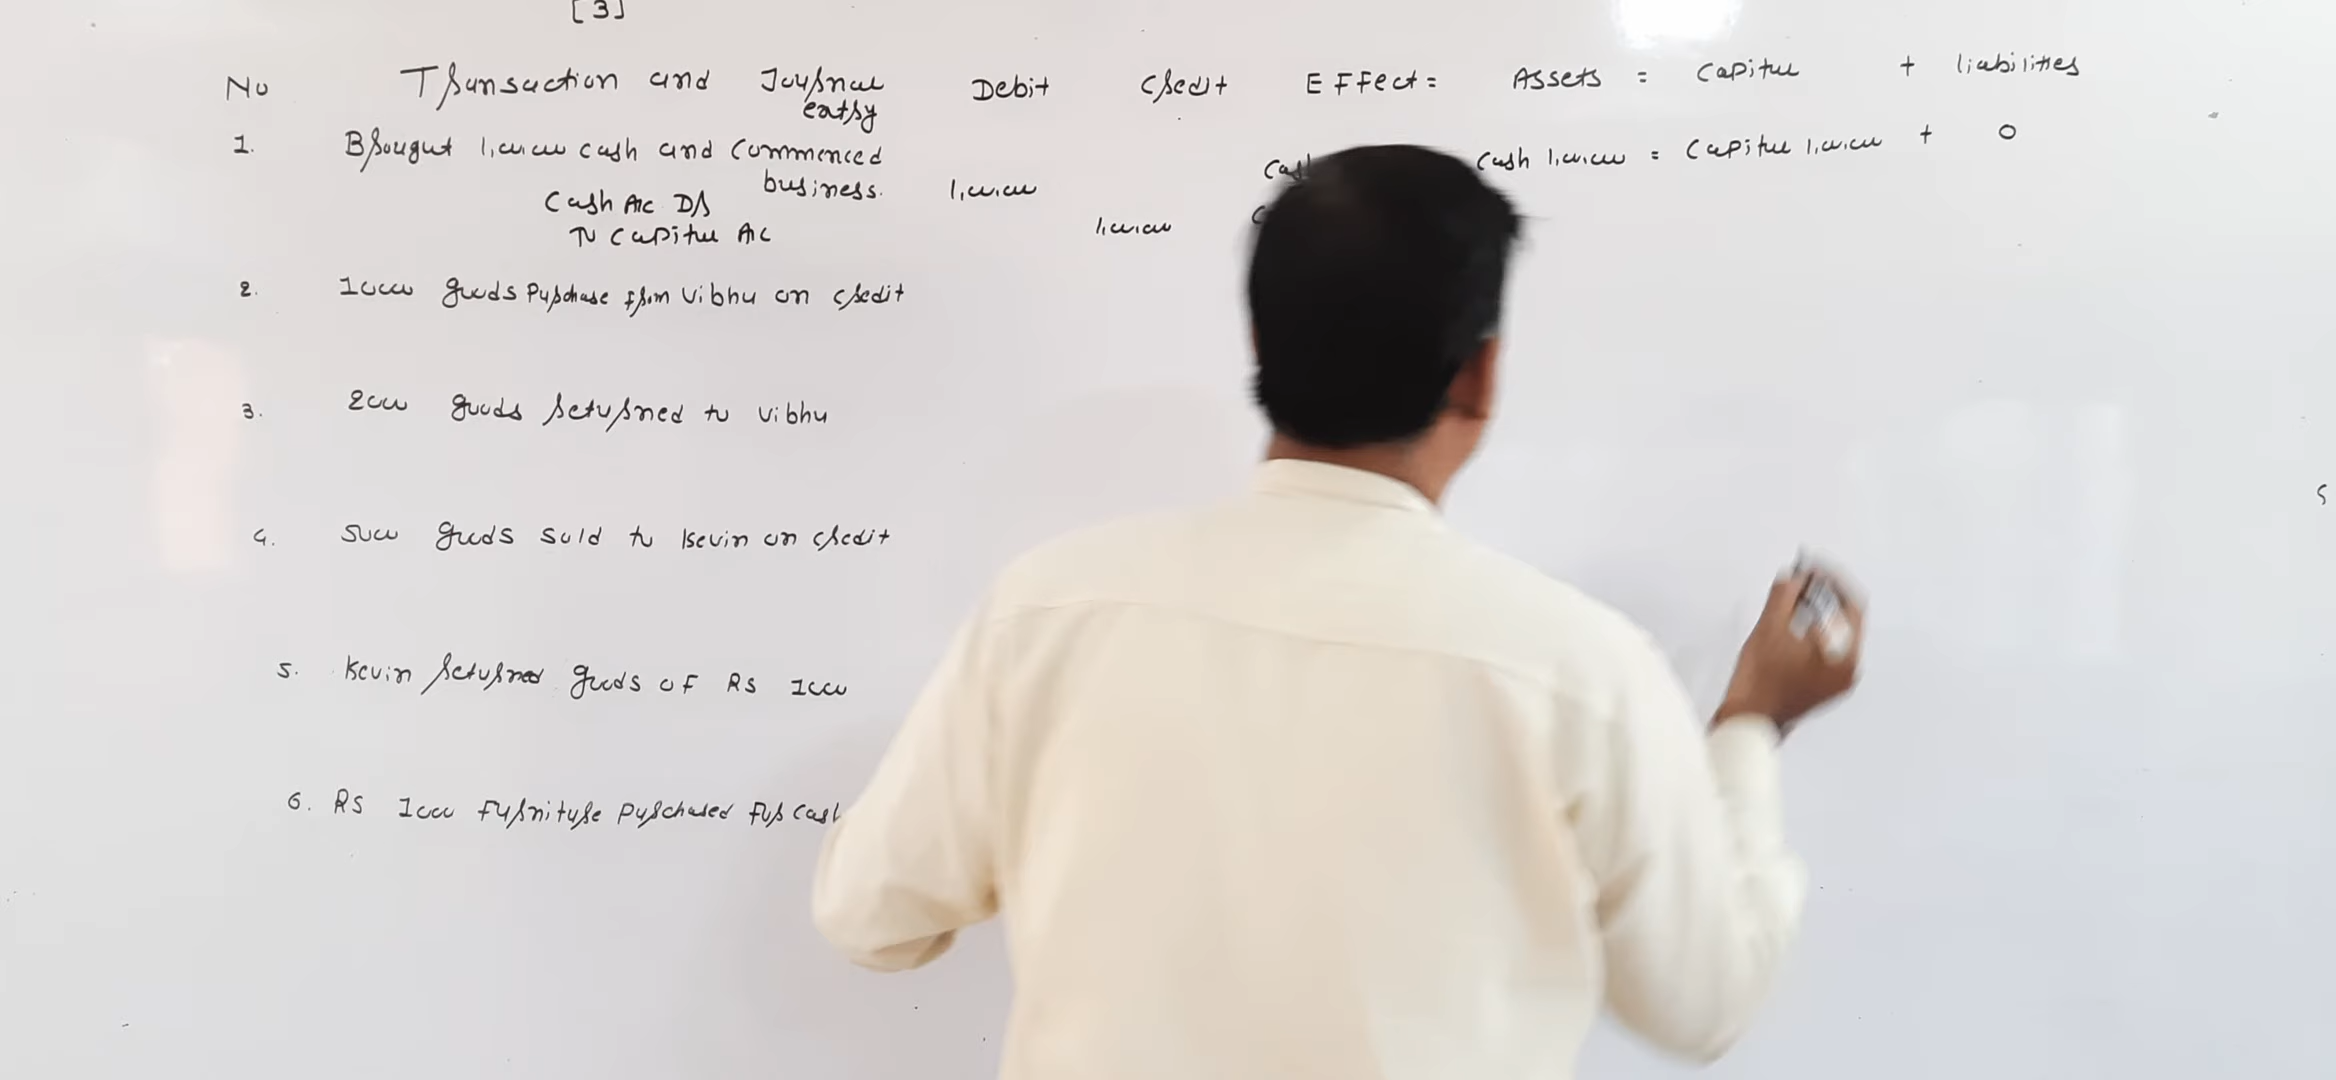 [3]
No Transaction and Journal entry Debit Credit Effect = Assets = Capital + liabilities
1. Brought 1,00,000 cash and commenced business. Cash 1,00,000 = Capital 1,00,000 + 0
Cash A/c Dr 1,00,000
To Capital A/c 1,00,000
2. 10000 goods purchase from Vibhu on credit
3. 2000 goods returned to Vibhu
4. 5000 goods sold to Kevin on credit
5. Kevin returned goods of RS 1000
6. RS 1000 furniture purchased for cash